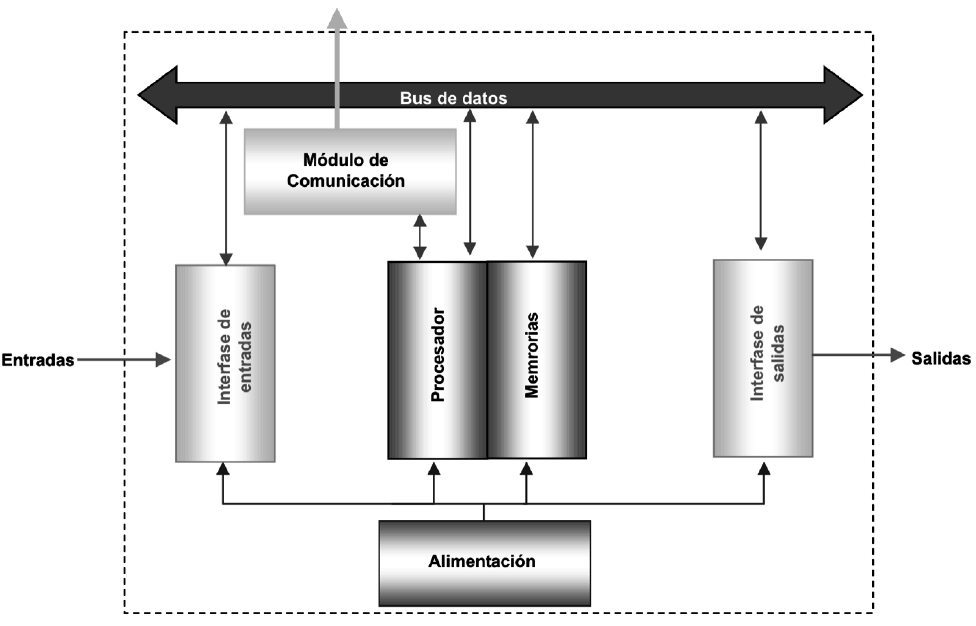 Bus de datos
Módulo de
Comunicación
Entradas
Interfase de
entradas
Procesador
Memrorias
Interfase de
salidas
Salidas
Alimentación